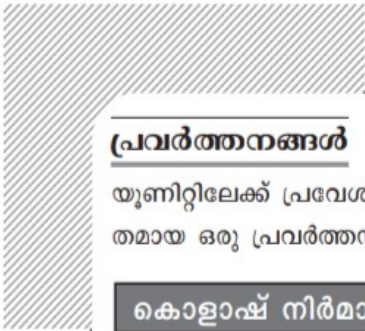 പ്രവർത്തനങ്ങൾ
യൂണിറ്റിലേക്ക് പ്രവേശ
തമായ ഒരു പ്രവർത്തന
കൊളാഷ് നിർമാ